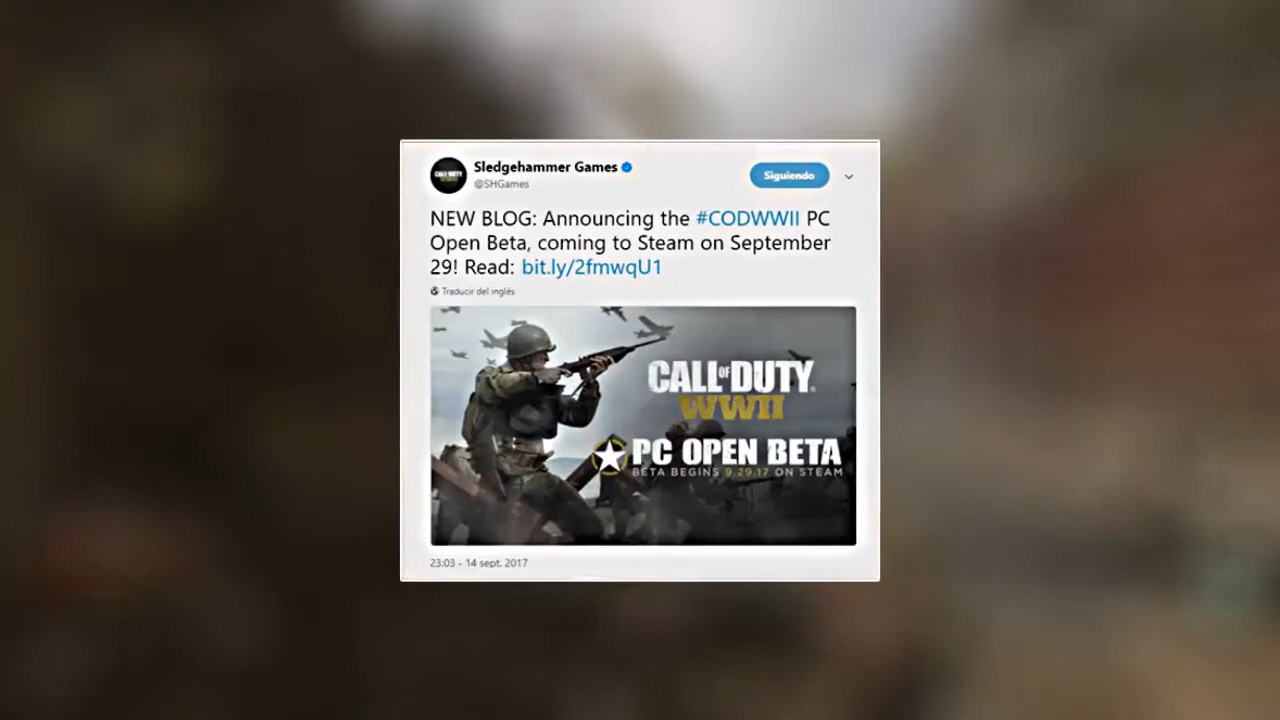 Sledgehammer Games
@SHGames
Siguiendo
NEW BLOG: Announcing the #CODWWII PC
Open Beta, coming to Steam on September
29! Read: bit.ly/2fmwqU1
Traducir del inglés
CALL OF DUTY
WWII
PC OPEN BETA
BETA BEGINS 9.29.17 ON STEAM
23:03 - 14 sept. 2017